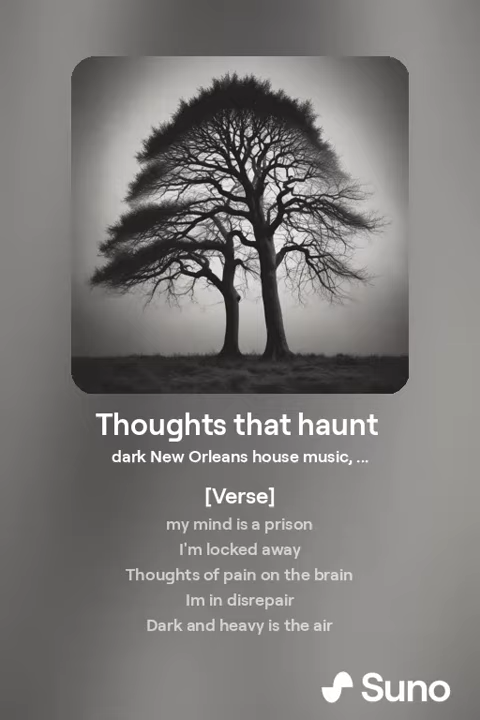 Thoughts that haunt
dark New Orleans house music, ...
[Verse]
my mind is a prison
I'm locked away
Thoughts of pain on the brain
Im in disrepair
Dark and heavy is the air
Suno